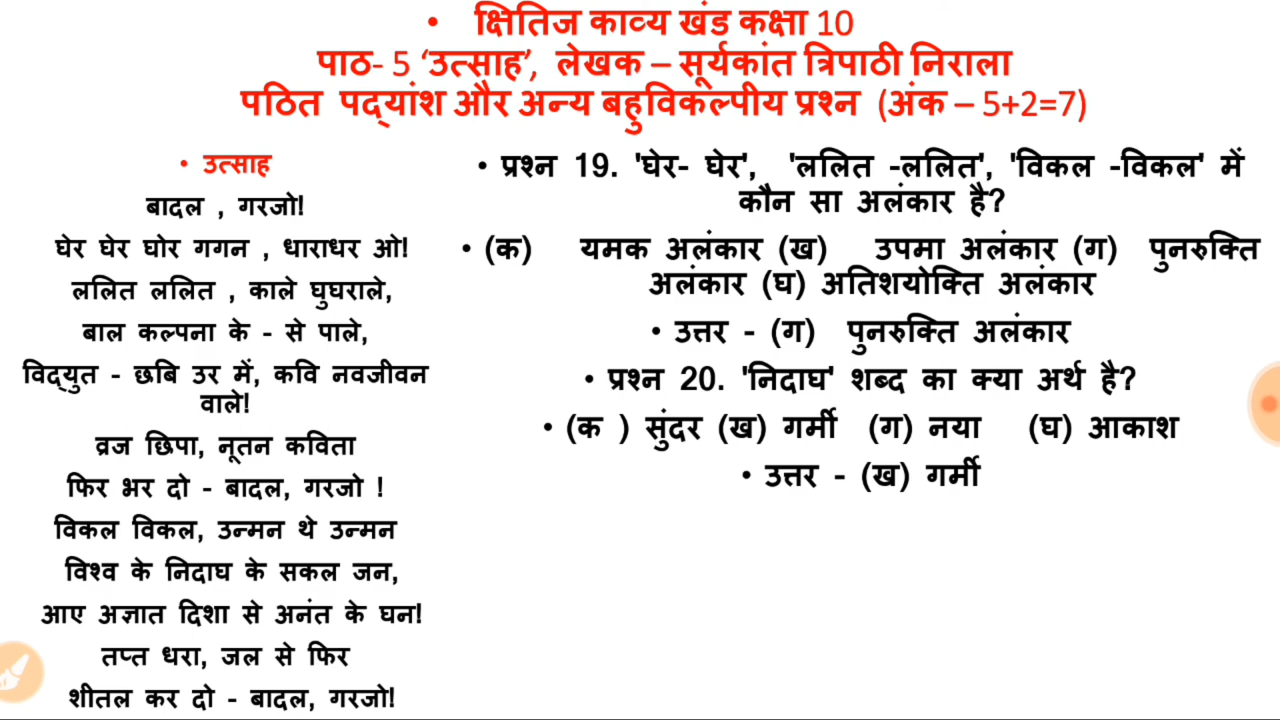 • क्षितिज काव्य खंड कक्षा 10
पाठ- 5 ‘उत्साह’, लेखक – सूर्यकांत त्रिपाठी निराला
पठित पद्यांश और अन्य बहुविकल्पीय प्रश्न (अंक – 5+2=7)
• उत्साह
बादल , गरजो!
घेर घेर घोर गगन , धाराधर ओ!
ललित ललित , काले घुघराले,
बाल कल्पना के - से पाले,
विद्युत - छबि उर में, कवि नवजीवन
वाले!
व्रज छिपा, नूतन कविता
फिर भर दो - बादल, गरजो !
विकल विकल, उन्मन थे उन्मन
विश्व के निदाघ के सकल जन,
आए अज्ञात दिशा से अनंत के घन!
तप्त धरा, जल से फिर
शीतल कर दो - बादल, गरजो!
• प्रश्न 19. 'घेर- घेर', 'ललित -ललित', 'विकल -विकल' में
कौन सा अलंकार है?
• (क) यमक अलंकार (ख) उपमा अलंकार (ग) पुनरुक्ति
अलंकार (घ) अतिशयोक्ति अलंकार
• उत्तर - (ग) पुनरुक्ति अलंकार
• प्रश्न 20. 'निदाघ' शब्द का क्या अर्थ है?
• (क ) सुंदर (ख) गर्मी (ग) नया (घ) आकाश
• उत्तर - (ख) गर्मी